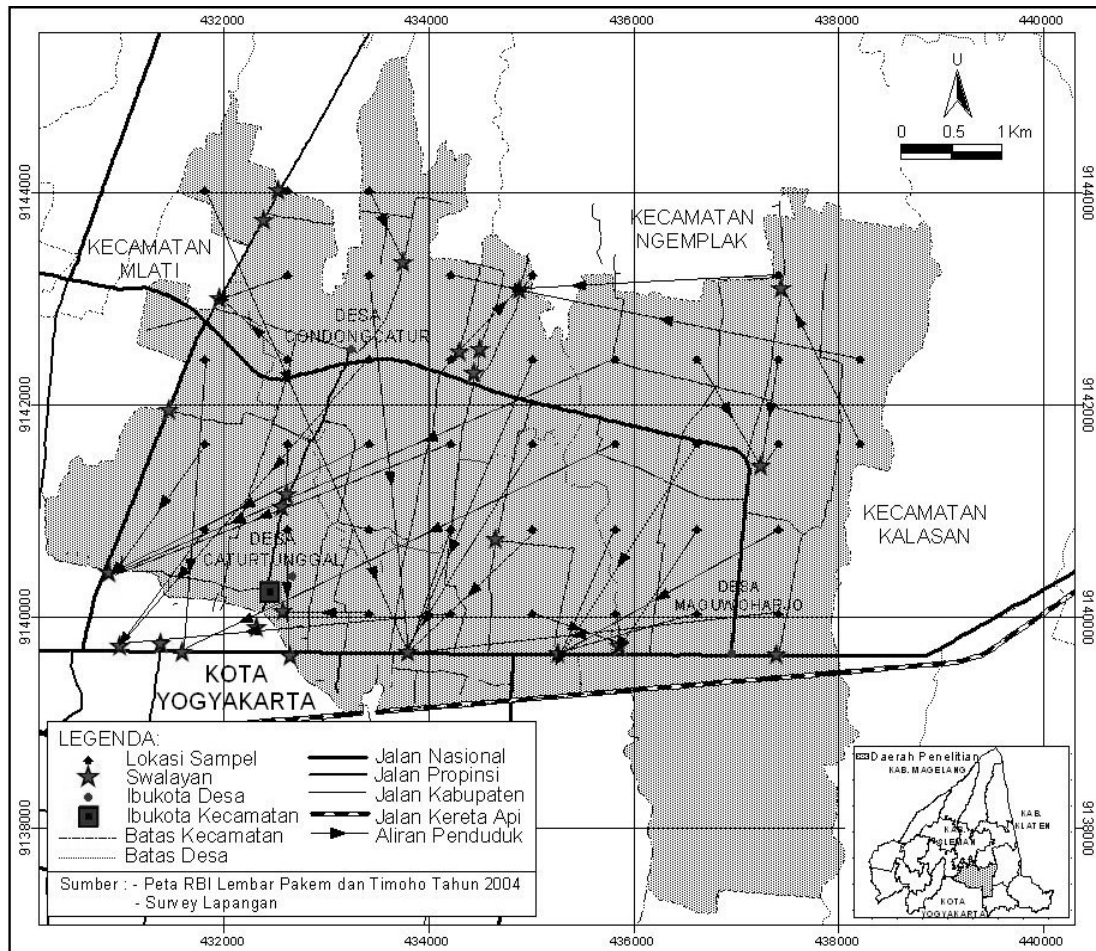 432000 434000 436000 438000 440000
U
0 0.5 1 Km
9144000
9144000
KECAMATAN
MLATI
KECAMATAN
NGEMPLAK
DESA
CONDONGCATUR
9142000
9142000
KECAMATAN
KALASAN
DESA
CATURTUNGGAL
DESA
MAGUWOHARJO
9140000
9140000
KOTA
YOGYAKARTA
LEGENDA:
Lokasi Sampel
Swalayan
Ibukota Desa
Ibukota Kecamatan
Batas Kecamatan
Batas Desa
Jalan Nasional
Jalan Propinsi
Jalan Kabupaten
Jalan Kereta Api
Aliran Penduduk
Sumber : - Peta RBI Lembar Pakem dan Timoho Tahun 2004
- Survey Lapangan
9138000
9138000
Daerah Penelitian
KAB. MAGELANG
KAB.
KLATEN
KAB.
SLEMAN
KOTA
YOGYAKARTA
432000 434000 436000 438000 440000